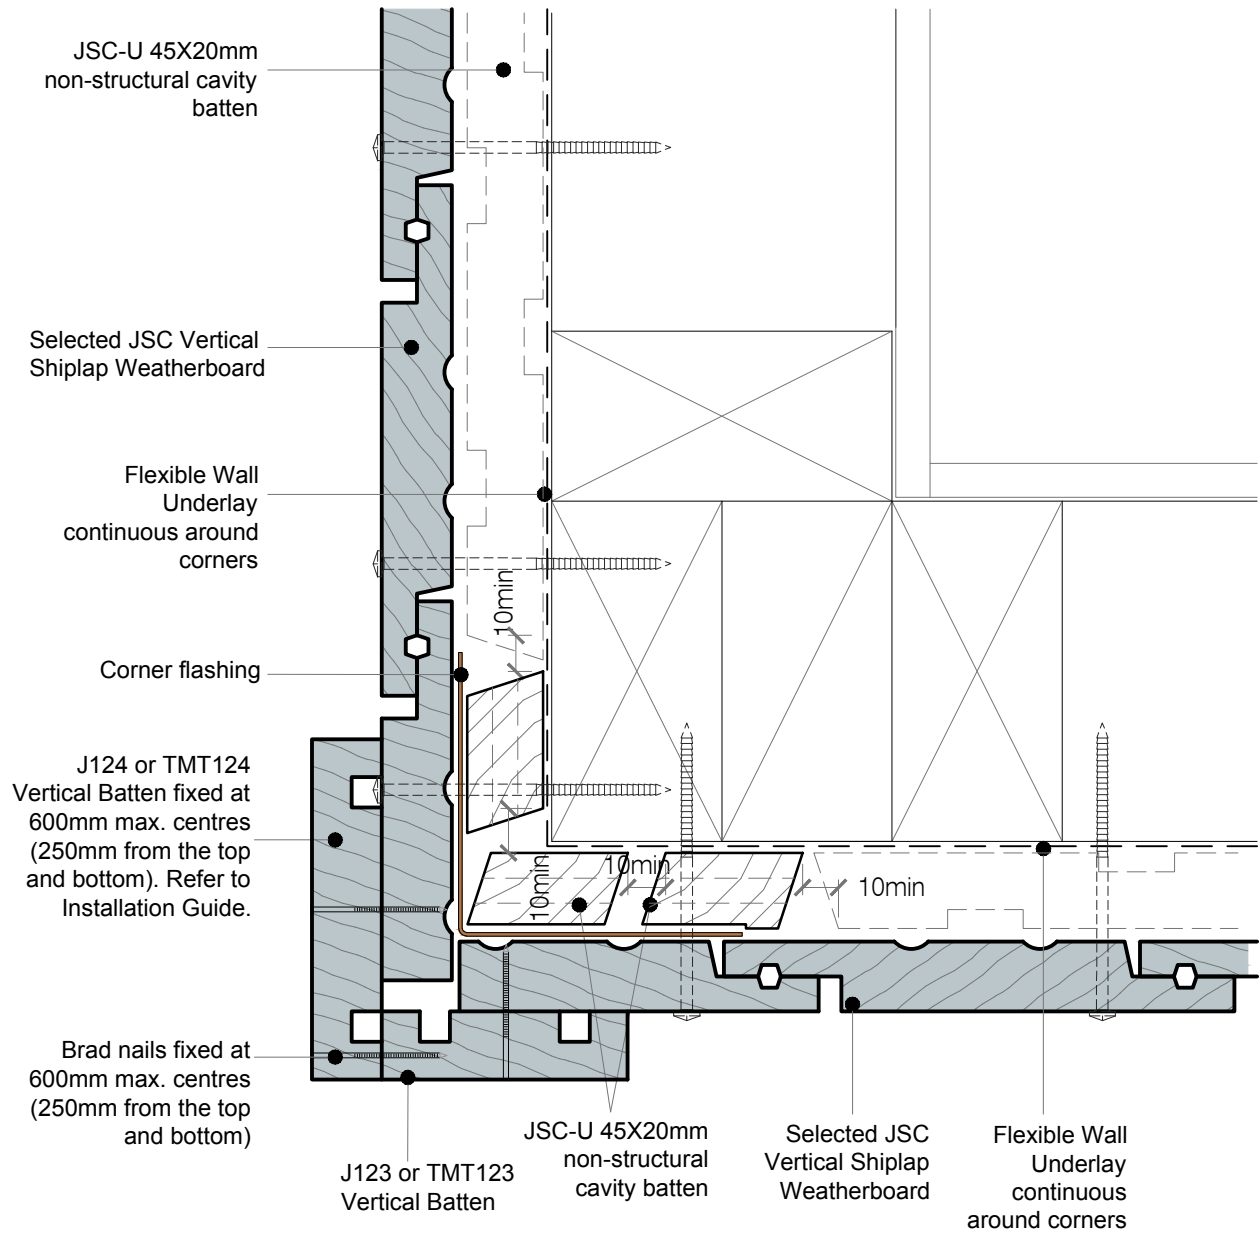 JSC-U 45X20mm
non-structural cavity
batten
Selected JSC Vertical
Shiplap Weatherboard
Flexible Wall
Underlay
continuous around
corners
10min
Corner flashing
J124 or TMT124
Vertical Batten fixed at
600mm max. centres
(250mm from the top
and bottom). Refer to
Installation Guide.
10min
10min
10min
Brad nails fixed at
600mm max. centres
(250mm from the top
and bottom)
J123 or TMT123
Vertical Batten
JSC-U 45X20mm
non-structural
cavity batten
Selected JSC
Vertical Shiplap
Weatherboard
Flexible Wall
Underlay
continuous
around corners